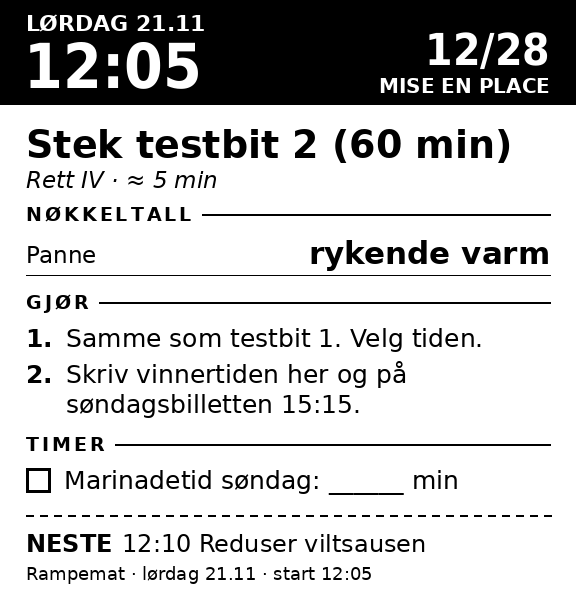 LØRDAG 21.11
12:05
12/28
MISE EN PLACE
Stek testbit 2 (60 min)
Rett IV · ≈ 5 min
NØKKELTALL
Panne rykende varm
GJØR
1. Samme som testbit 1. Velg tiden.
2. Skriv vinnertiden her og på
søndagsbilletten 15:15.
TIMER
Marinadetid søndag: ______ min
NESTE 12:10 Reduser viltsausen
Rampemat · lørdag 21.11 · start 12:05